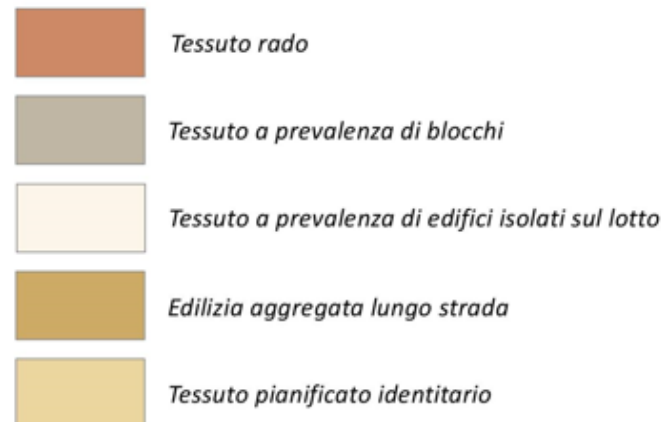 Tessuto rado
Tessuto a prevalenza di blocchi
Tessuto a prevalenza di edifici isolati sul lotto
Edilizia aggregata lungo strada
Tessuto pianificato identitario